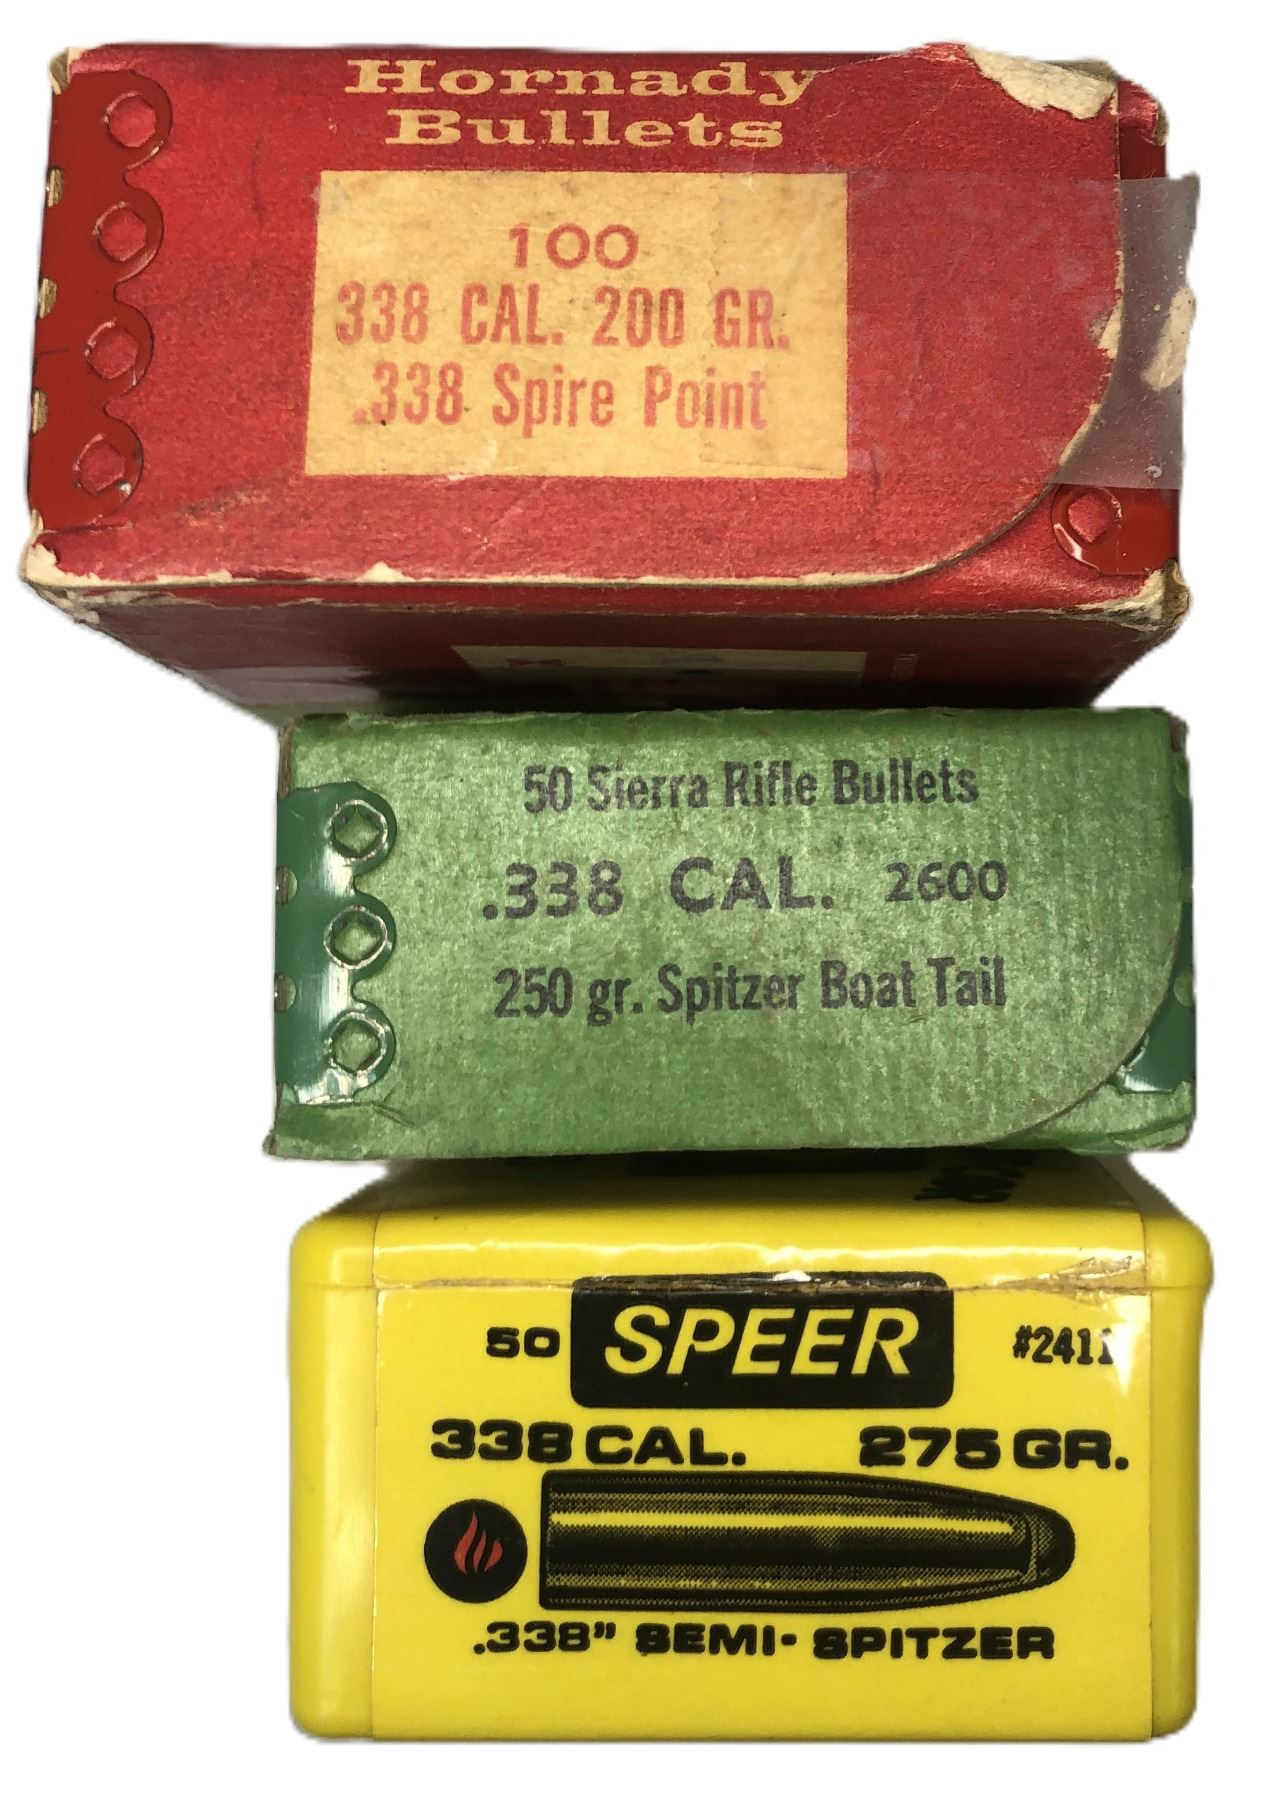 Hornady
Bullets
100
338 CAL. 200 GR.
.338 Spire Point
50 Sierra Rifle Bullets
.338 CAL. 2600
250 gr. Spitzer Boat Tail
50 SPEER #2411
338 CAL. 275 GR.
.338” SEMI-SPITZER